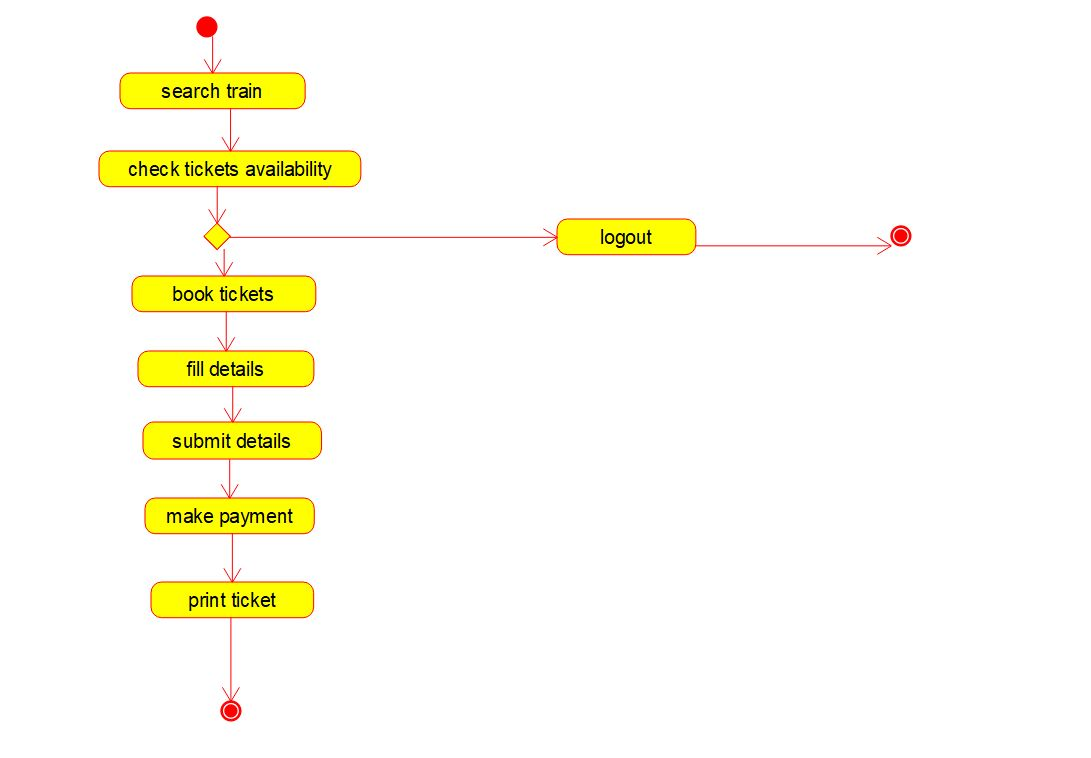 search train
check tickets availability
logout
book tickets
fill details
submit details
make payment
print ticket